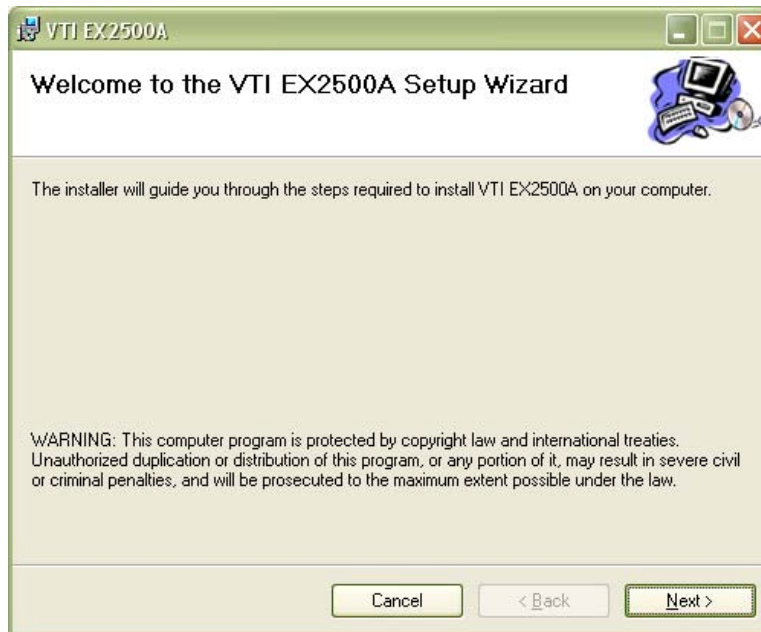 VTI EX2500A
Welcome to the VTI EX2500A Setup Wizard
The installer will guide you through the steps required to install VTI EX2500A on your computer.
WARNING: This computer program is protected by copyright law and international treaties.
Unauthorized duplication or distribution of this program, or any portion of it, may result in severe civil
or criminal penalties, and will be prosecuted to the maximum extent possible under the law.
Cancel < Back Next >